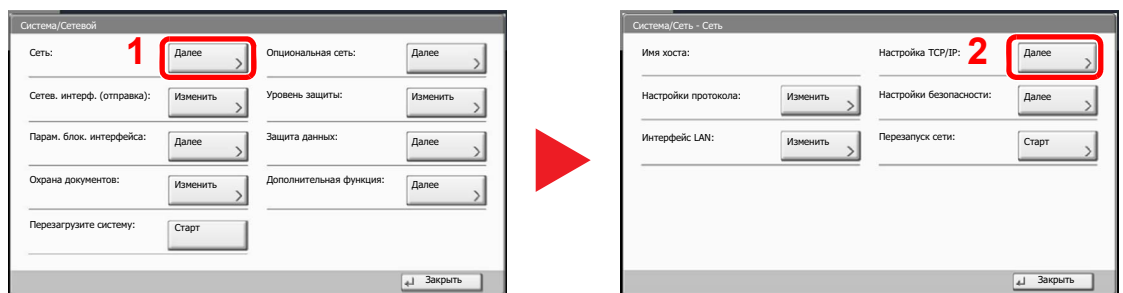 Система/Сетевой
Сеть: 1 Далее Опциональная сеть: Далее
Сетев. интерф. (отправка): Изменить Уровень защиты: Изменить
Парам. блок. интерфейса: Далее Защита данных: Далее
Охрана документов: Изменить Дополнительная функция: Далее
Перезагрузите систему: Старт
Закрыть
Система/Сеть - Сеть
Имя хоста: Настройка TCP/IP: 2 Далее
Настройки протокола: Изменить Настройки безопасности: Далее
Интерфейс LAN: Изменить Перезапуск сети: Старт
Закрыть